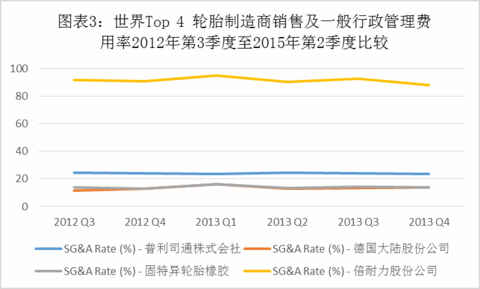 图表3：世界Top 4 轮胎制造商销售及一般行政管理费
用率2012年第3季度至2015年第2季度比较
100
80
60
40
20
0
2012 Q3 2012 Q4 2013 Q1 2013 Q2 2013 Q3 2013 Q4
SG&A Rate (%) - 普利司通株式会社 SG&A Rate (%) - 德国大陆股份公司
SG&A Rate (%) - 固特异轮胎橡胶 SG&A Rate (%) - 倍耐力股份公司